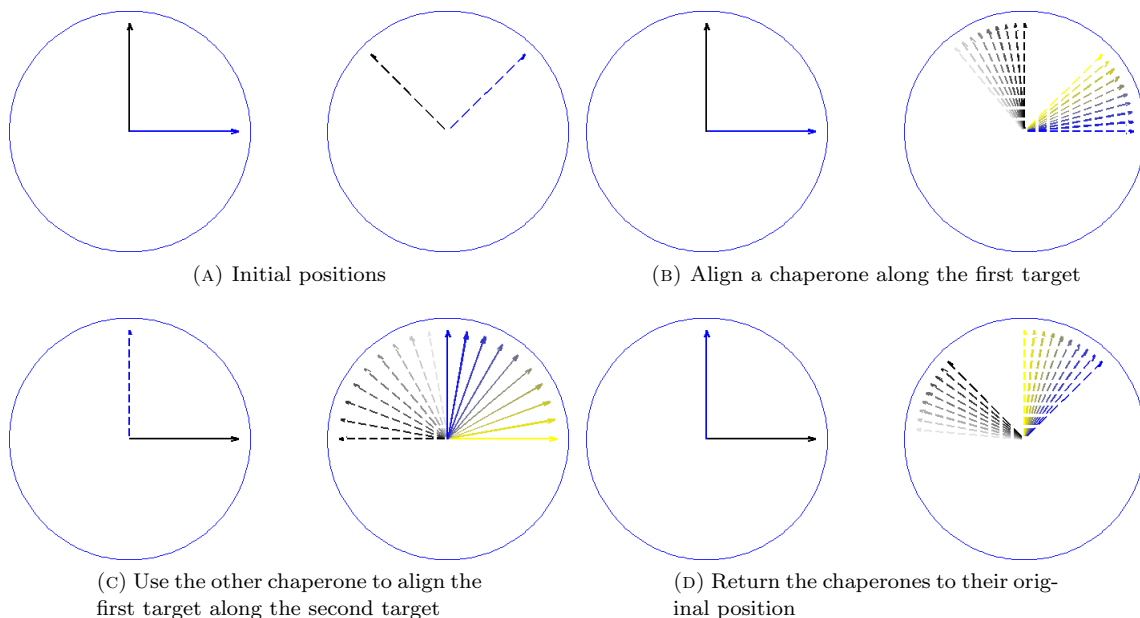 (A) Initial positions
(B) Align a chaperone along the first target
(C) Use the other chaperone to align the
first target along the second target
(D) Return the chaperones to their orig-
inal position